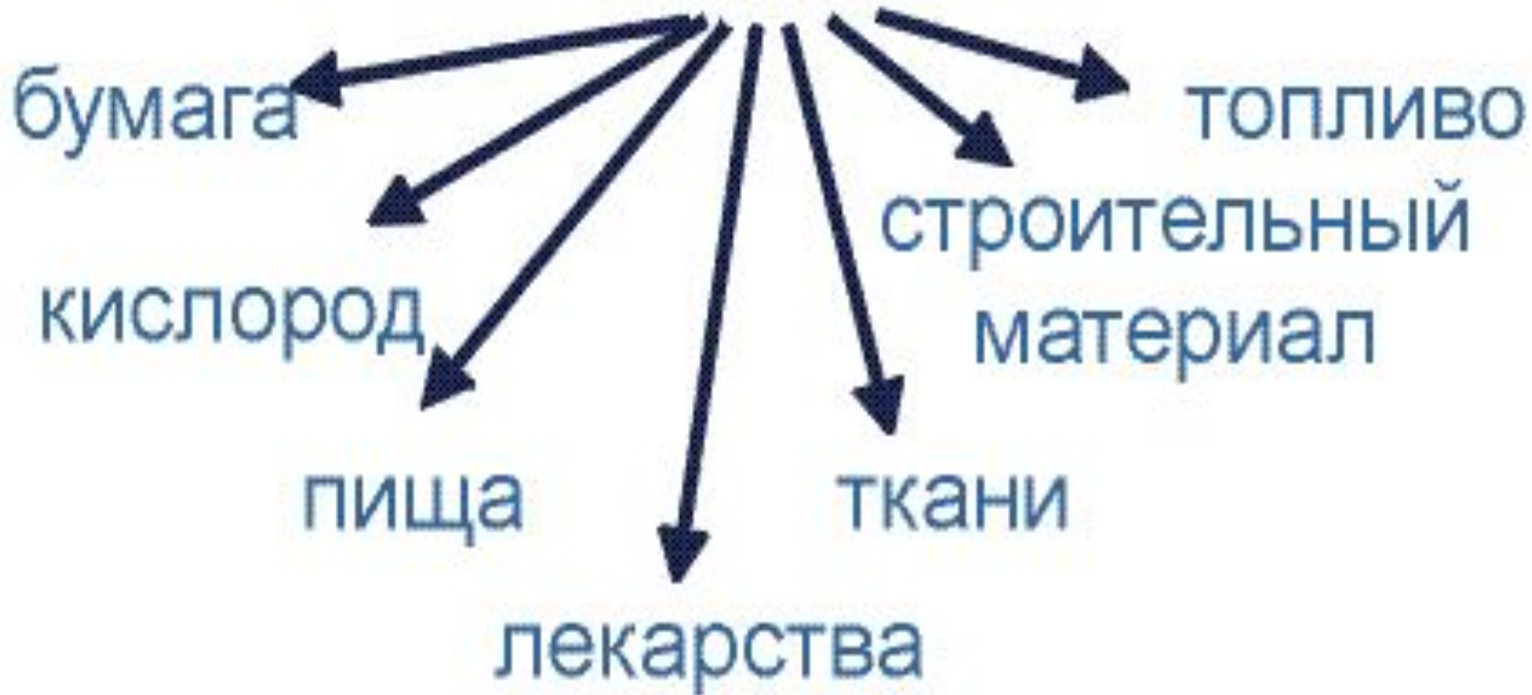 бумага
топливо
строительный
материал
кислород
пища
ткани
лекарства